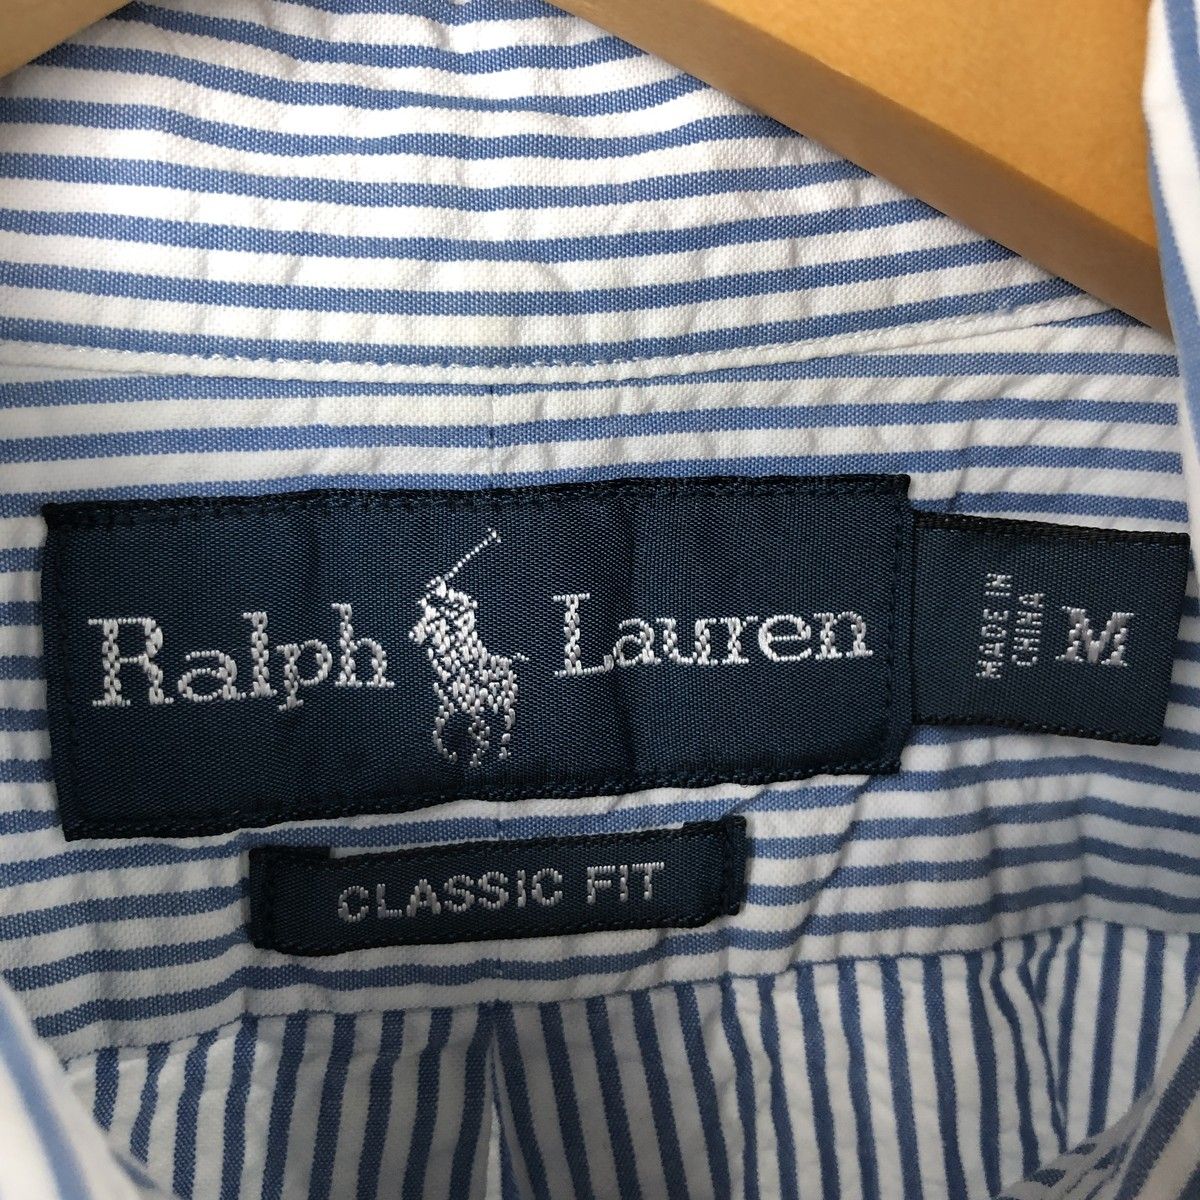 Ralph Lauren
MADE IN
CHINA
M
CLASSIC FIT